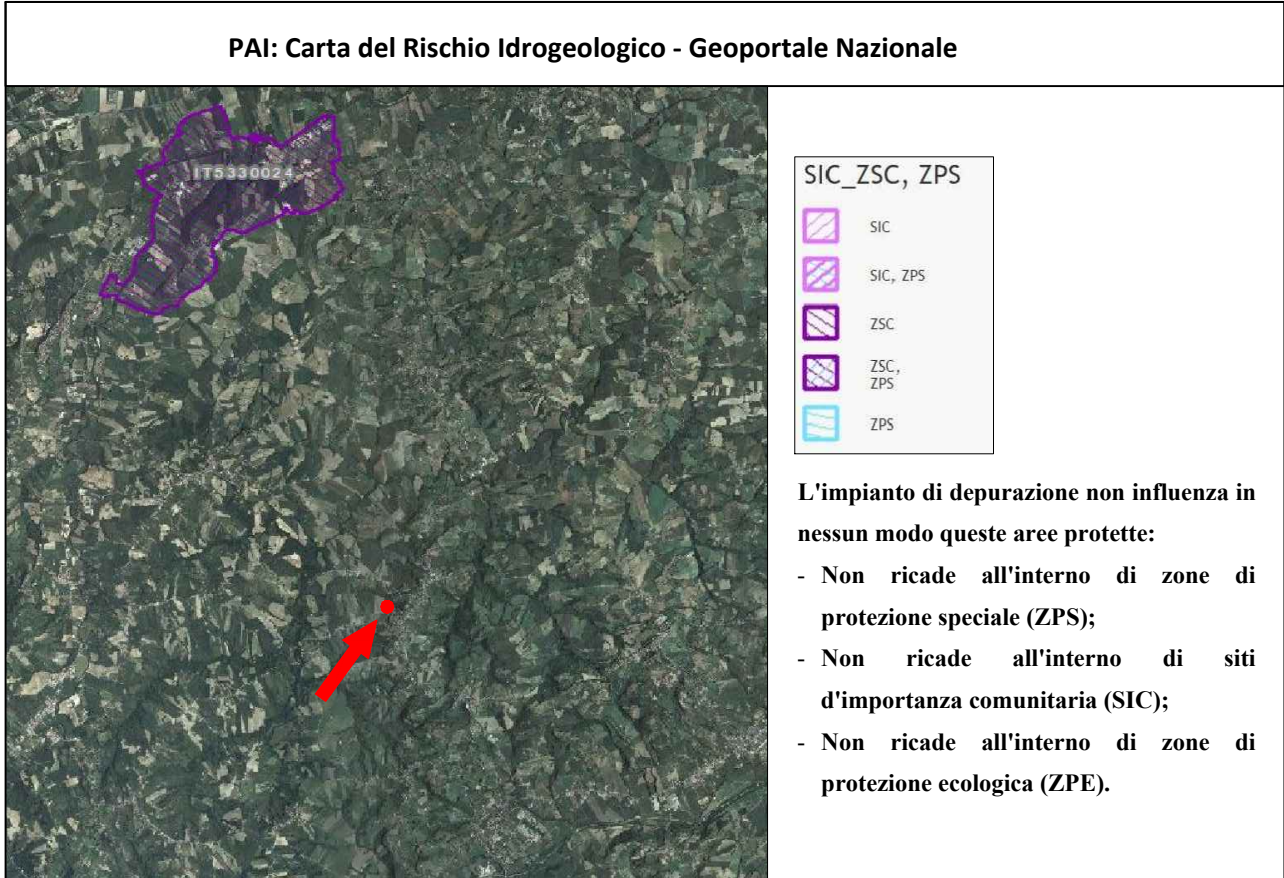 PAI: Carta del Rischio Idrogeologico - Geoportale Nazionale
IT5330024
SIC_ZSC, ZPS
SIC
SIC, ZPS
ZSC
ZSC,
ZPS
ZPS
L'impianto di depurazione non influenza in
nessun modo queste aree protette:
- Non ricade all'interno di zone di
protezione speciale (ZPS);
- Non ricade all'interno di siti
d'importanza comunitaria (SIC);
- Non ricade all'interno di zone di
protezione ecologica (ZPE).